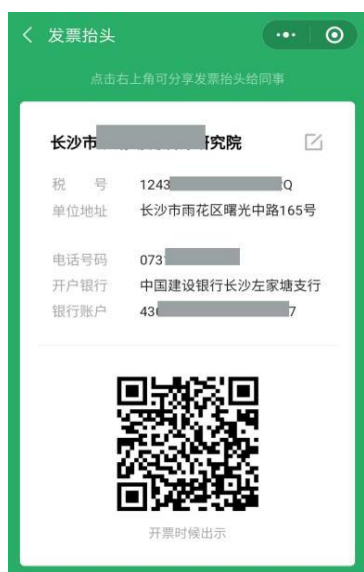 发票抬头
点击右上角可分享发票抬头给同事
长沙市 究院
税 号 1243 Q
单位地址 长沙市雨花区曙光中路165号
电话号码 073
开户银行 中国建设银行长沙左家塘支行
银行账户 430 7
开票时候出示